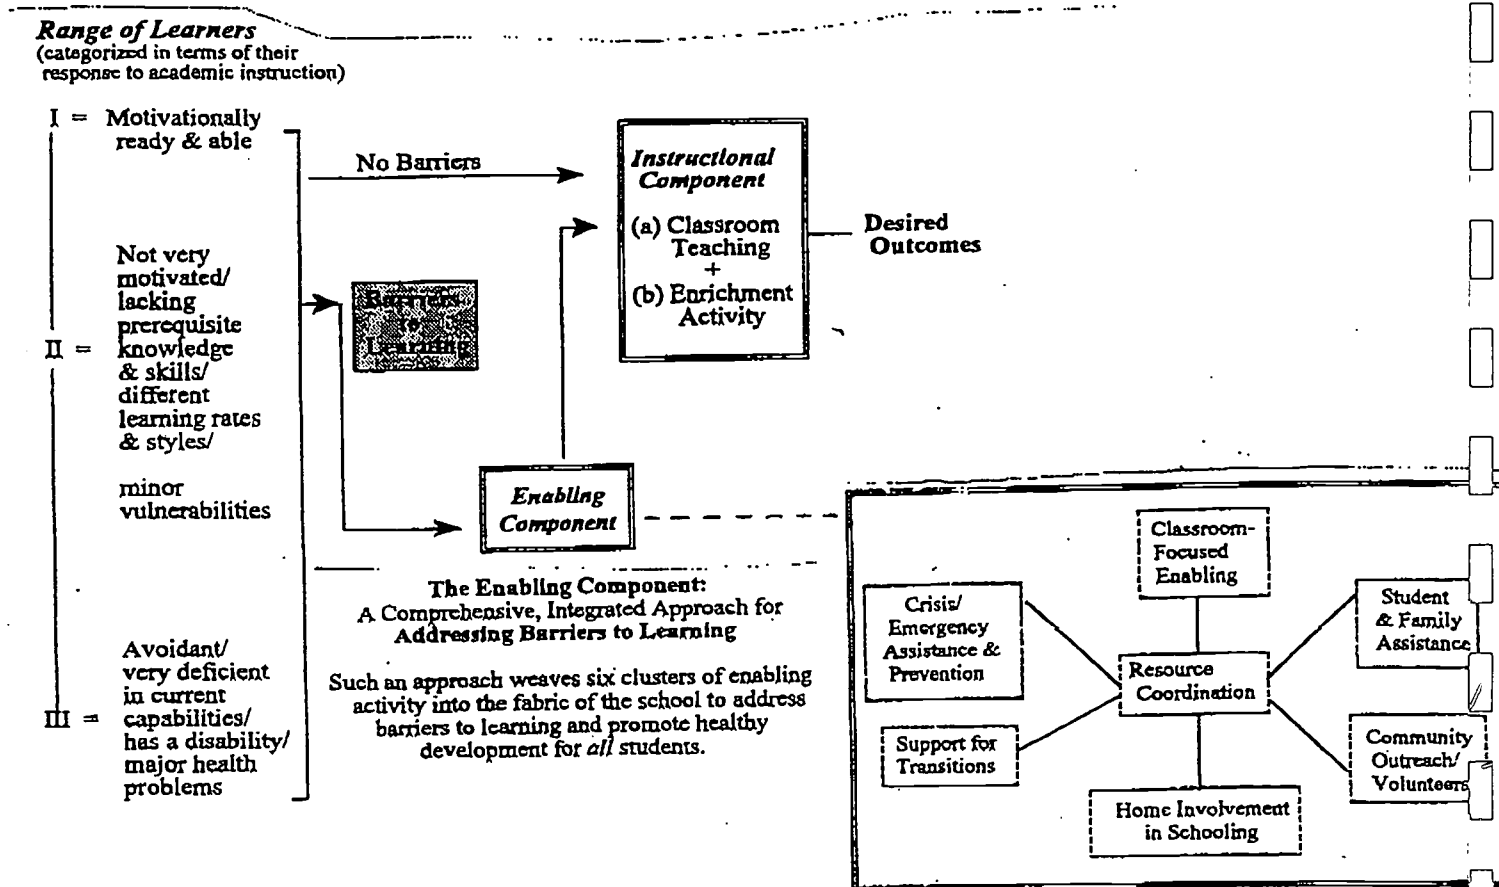 Range of Learners
(categorized in terms of their
response to academic instruction)
I = Motivationally
ready & able
No Barriers
Instructional
Component
(a) Classroom
Teaching
+
(b) Enrichment
Activity
Desired
Outcomes
Not very
motivated/
lacking
prerequisite
II = knowledge
& skills/
different
learning rates
& styles/
minor
vulnerabilities
Barriers
to
Learning
Enabling
Component
The Enabling Component:
A Comprehensive, Integrated Approach for
Addressing Barriers to Learning
Such an approach weaves six clusters of enabling
activity into the fabric of the school to address
barriers to learning and promote healthy
development for all students.
Avoidant/
very deficient
in current
III = capabilities/
has a disability/
major health
problems
Classroom-
Focused
Enabling
Crisis/
Emergency
Assistance &
Prevention
Student
& Family
Assistance
Resource
Coordination
Support for
Transitions
Community
Outreach/
Volunteers
Home Involvement
in Schooling